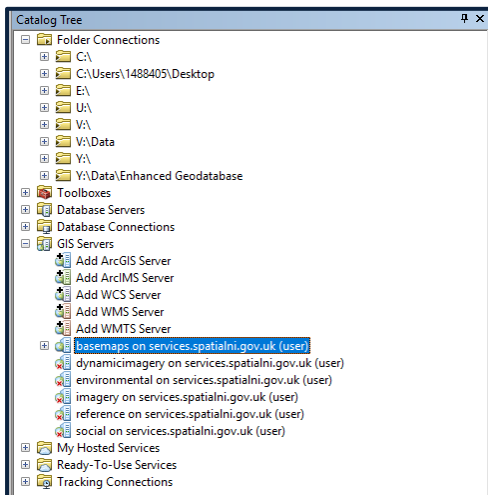 Catalog Tree
Folder Connections
C:\
C:\Users\1488405\Desktop
E:\
U:\
V:\
V:\Data
Y:\
Y:\Data\Enhanced Geodatabase
Toolboxes
Database Servers
Database Connections
GIS Servers
Add ArcGIS Server
Add ArcIMS Server
Add WCS Server
Add WMS Server
Add WMTS Server
basemaps on services.spatialni.gov.uk (user)
dynamicimagery on services.spatialni.gov.uk (user)
environmental on services.spatialni.gov.uk (user)
imagery on services.spatialni.gov.uk (user)
reference on services.spatialni.gov.uk (user)
social on services.spatialni.gov.uk (user)
My Hosted Services
Ready-To-Use Services
Tracking Connections